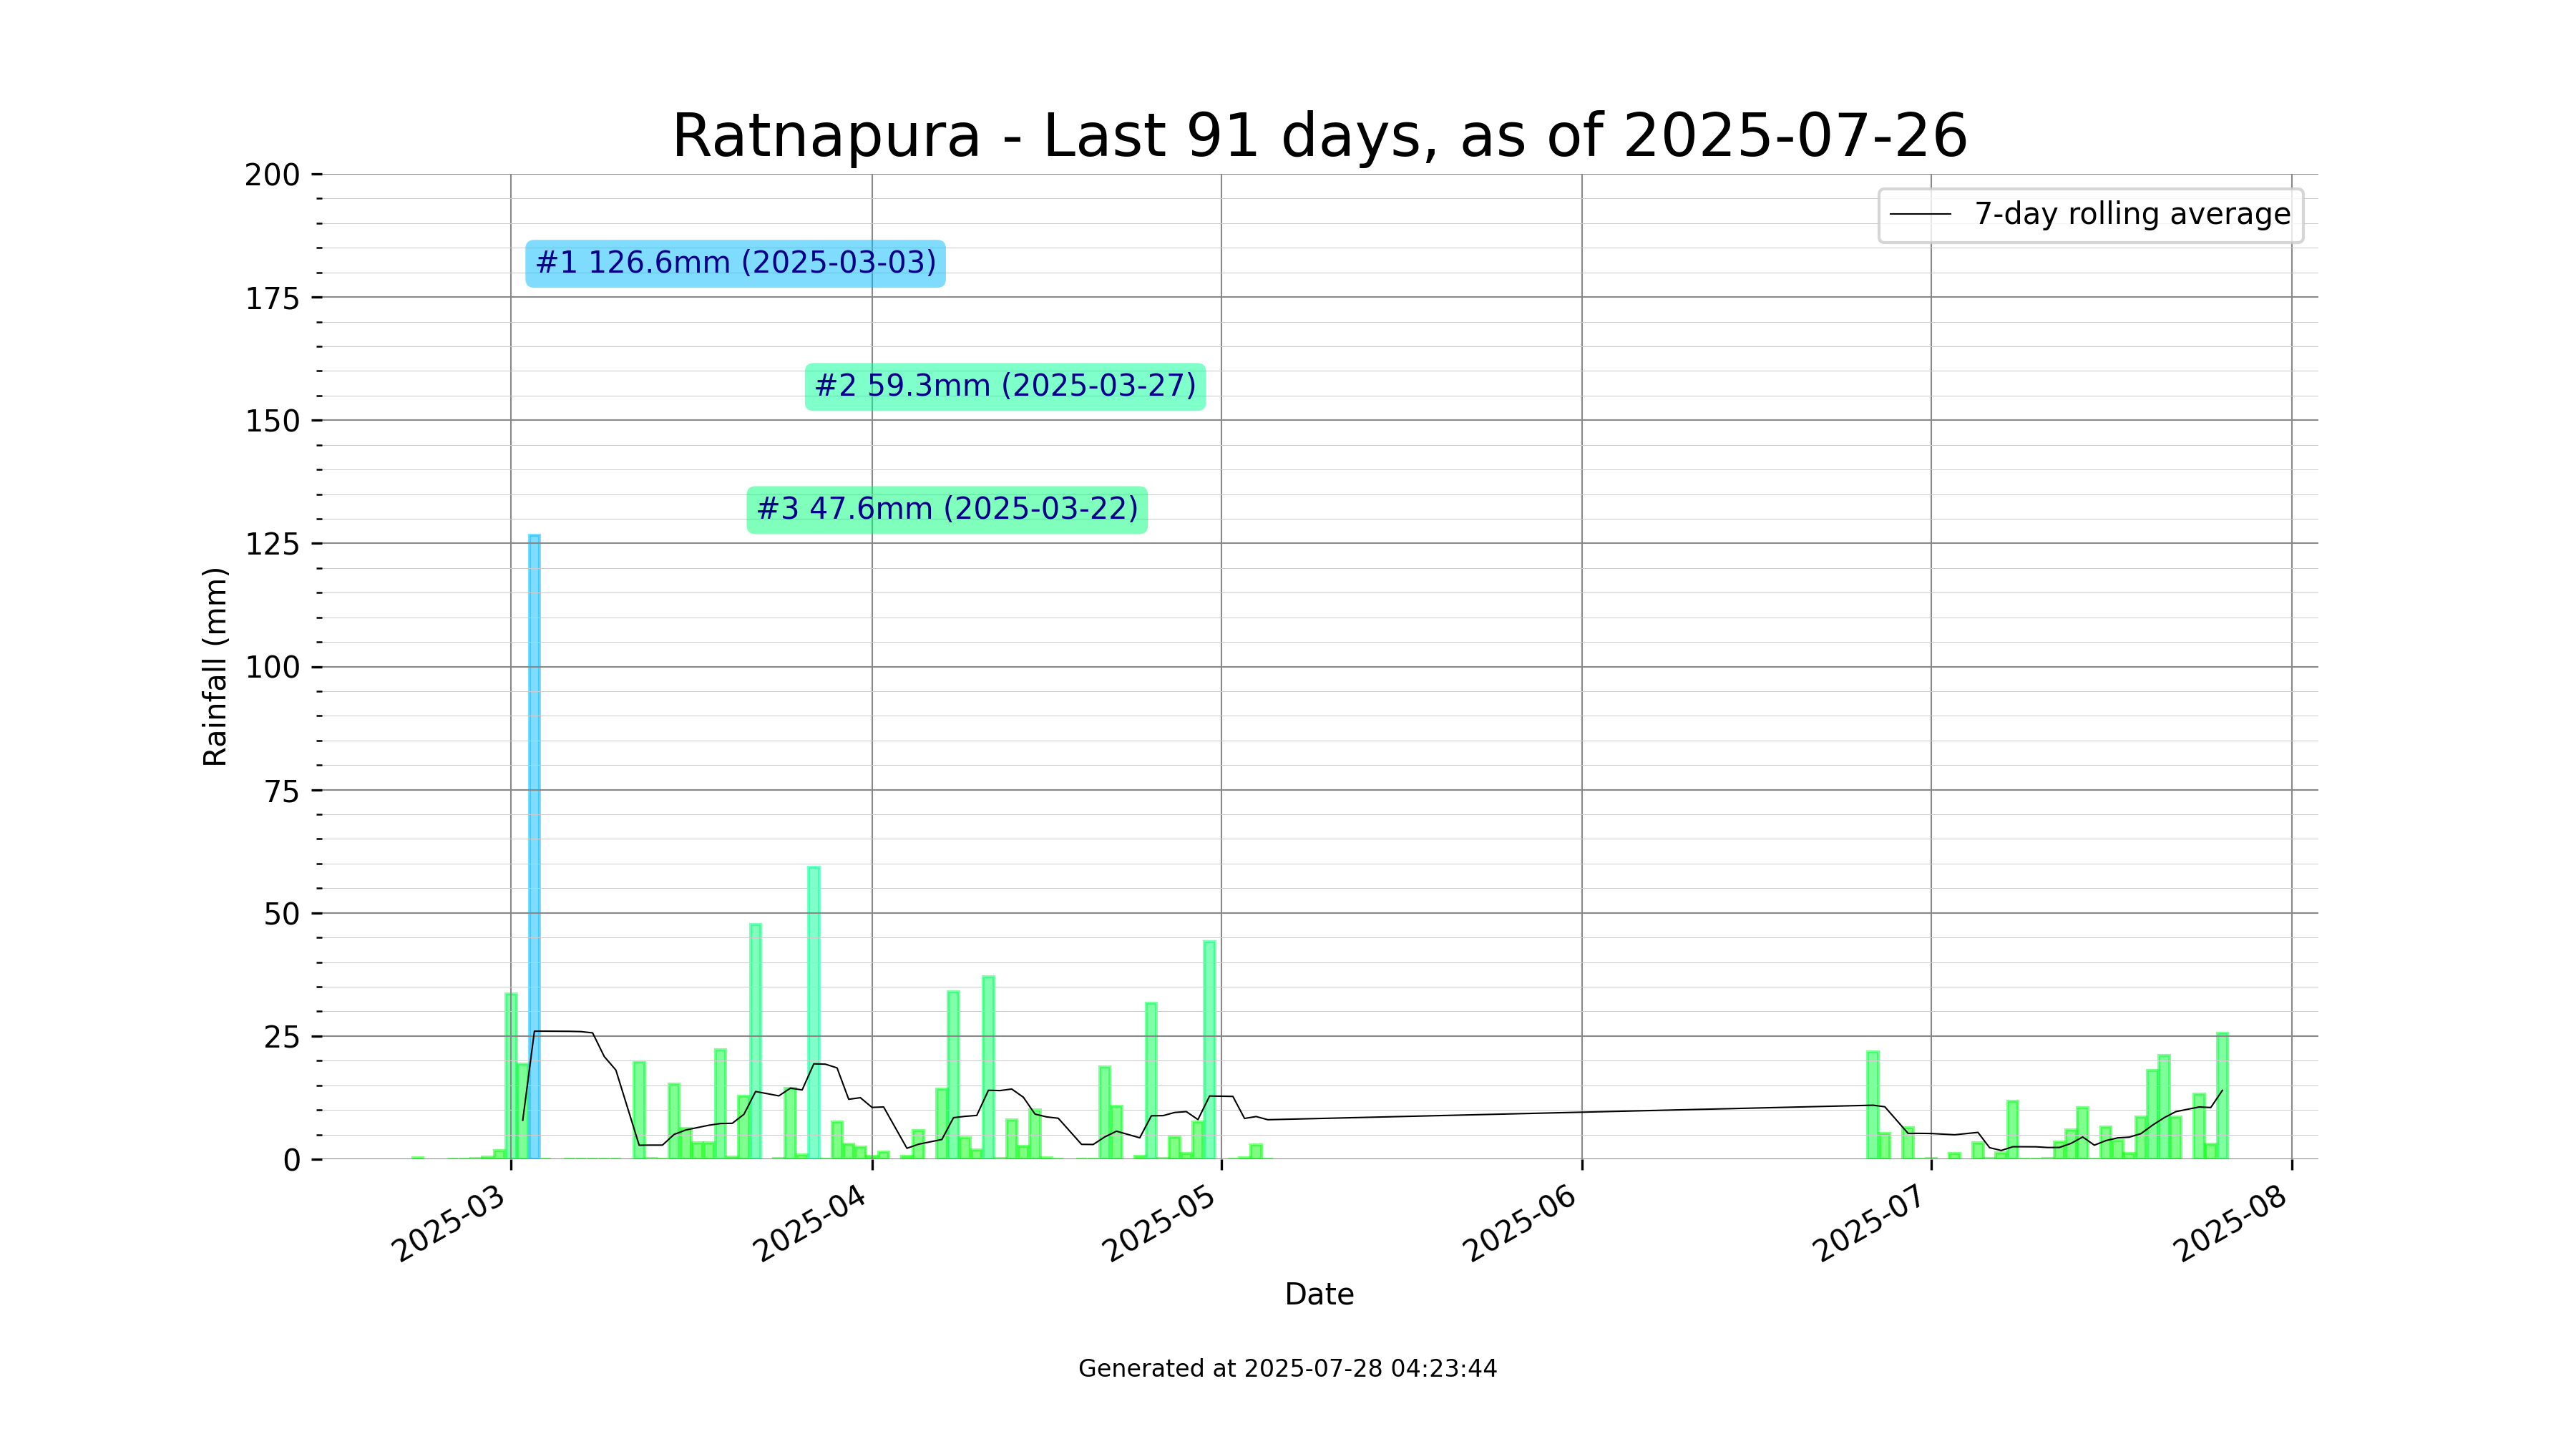 Ratnapura - Last 91 days, as of 2025-07-26
7-day rolling average
#1 126.6mm (2025-03-03)
#2 59.3mm (2025-03-27)
#3 47.6mm (2025-03-22)
Rainfall (mm)
200
175
150
125
100
75
50
25
0
2025-03
2025-04
2025-05
2025-06
2025-07
2025-08
Date
Generated at 2025-07-28 04:23:44